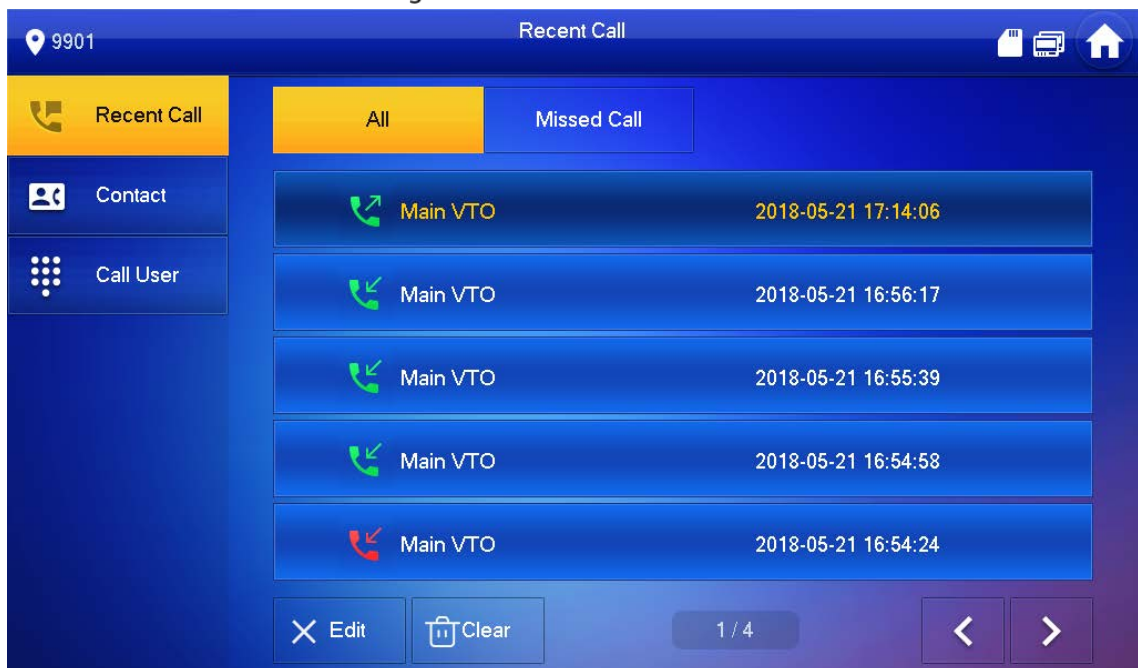 9901
Recent Call
Recent Call
All
Missed Call
Contact
Main VTO 2018-05-21 17:14:06
Call User
Main VTO 2018-05-21 16:56:17
Main VTO 2018-05-21 16:55:39
Main VTO 2018-05-21 16:54:58
Main VTO 2018-05-21 16:54:24
Edit
Clear
1 / 4